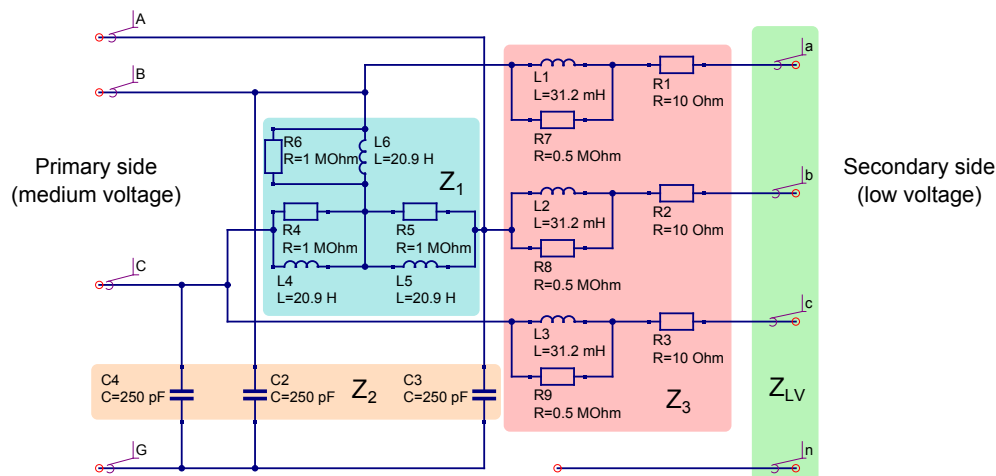 A
B
C
G
Primary side
(medium voltage)
R6
R=1 MOhm
L6
L=20.9 H
Z1
R4
R=1 MOhm
R5
R=1 MOhm
L4
L=20.9 H
L5
L=20.9 H
C4
C=250 pF
C2
C=250 pF
Z2
C3
C=250 pF
L1
L=31.2 mH
R1
R=10 Ohm
R7
R=0.5 MOhm
L2
L=31.2 mH
R2
R=10 Ohm
R8
R=0.5 MOhm
L3
L=31.2 mH
R3
R=10 Ohm
R9
R=0.5 MOhm
Z3
a
b
c
ZLV
n
Secondary side
(low voltage)